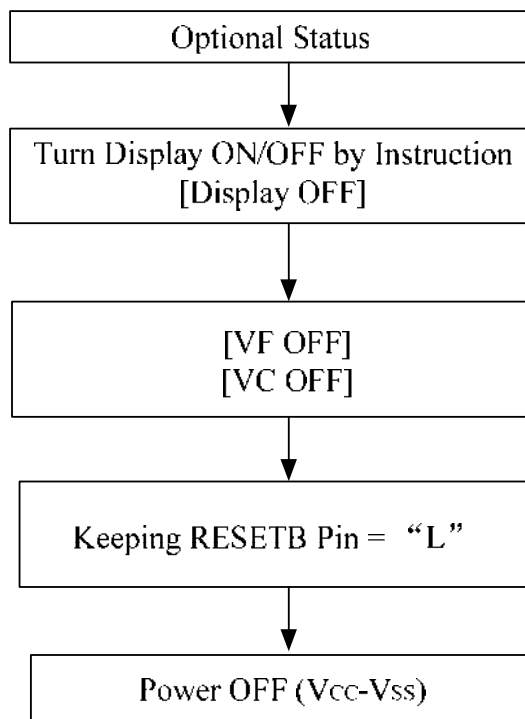 Optional Status
Turn Display ON/OFF by Instruction
[Display OFF]
[VF OFF]
[VC OFF]
Keeping RESETB Pin = “L”
Power OFF (Vcc-Vss)